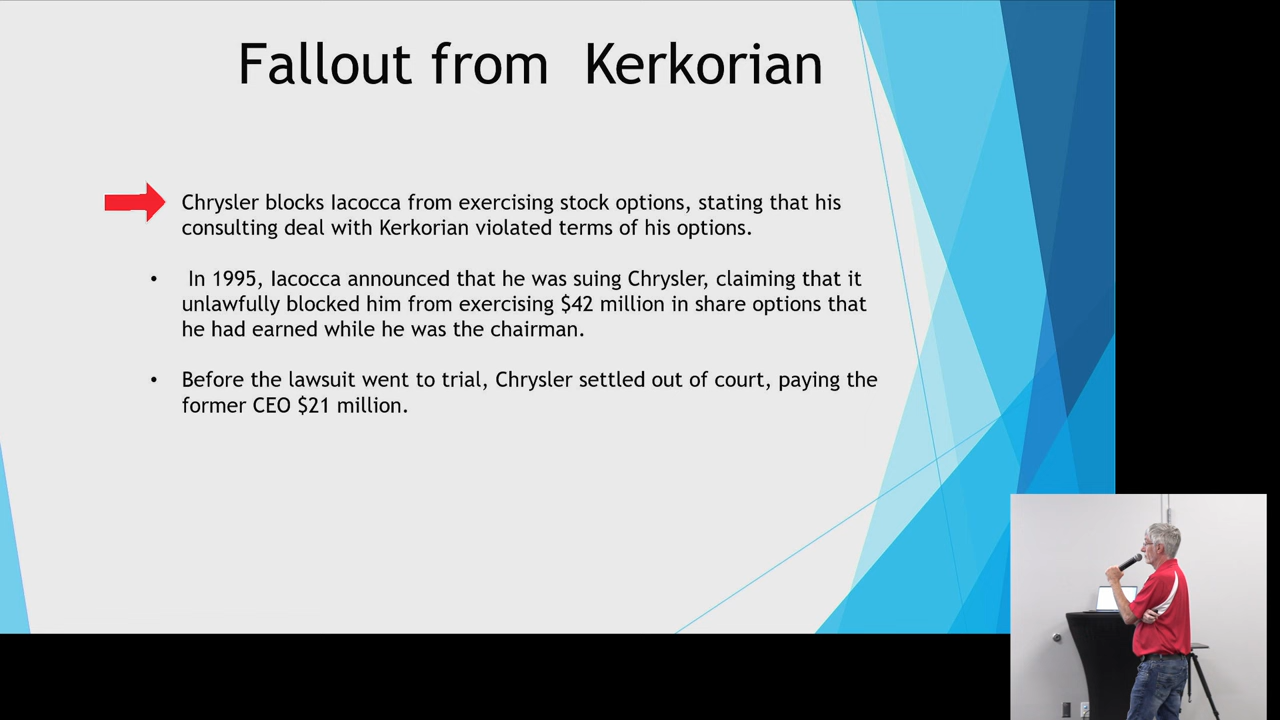 Fallout from  Kerkorian
Chrysler blocks Iacocca from exercising stock options, stating that his
consulting deal with Kerkorian violated terms of his options.
•  In 1995, Iacocca announced that he was suing Chrysler, claiming that it
unlawfully blocked him from exercising $42 million in share options that
he had earned while he was the chairman.
• Before the lawsuit went to trial, Chrysler settled out of court, paying the
former CEO $21 million.